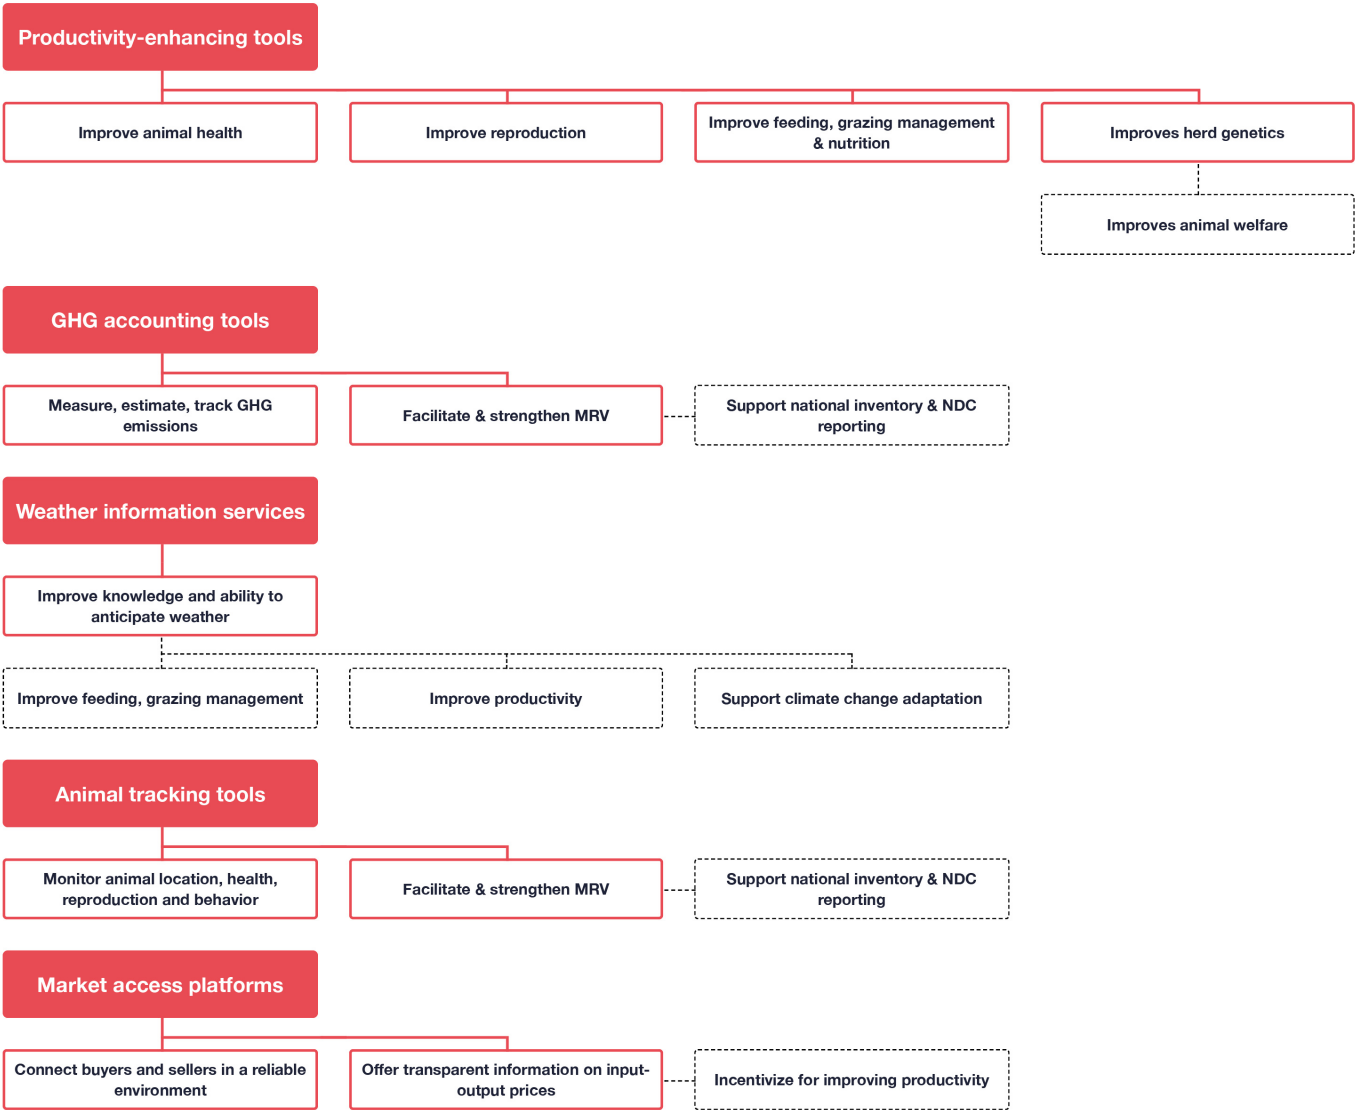 Productivity-enhancing tools
Improve animal health
Improve reproduction
Improve feeding, grazing management
& nutrition
Improves herd genetics
Improves animal welfare
GHG accounting tools
Measure, estimate, track GHG
emissions
Facilitate & strengthen MRV
Support national inventory & NDC
reporting
Weather information services
Improve knowledge and ability to
anticipate weather
Improve feeding, grazing management
Improve productivity
Support climate change adaptation
Animal tracking tools
Monitor animal location, health,
reproduction and behavior
Facilitate & strengthen MRV
Support national inventory & NDC
reporting
Market access platforms
Connect buyers and sellers in a reliable
environment
Offer transparent information on input-
output prices
Incentivize for improving productivity